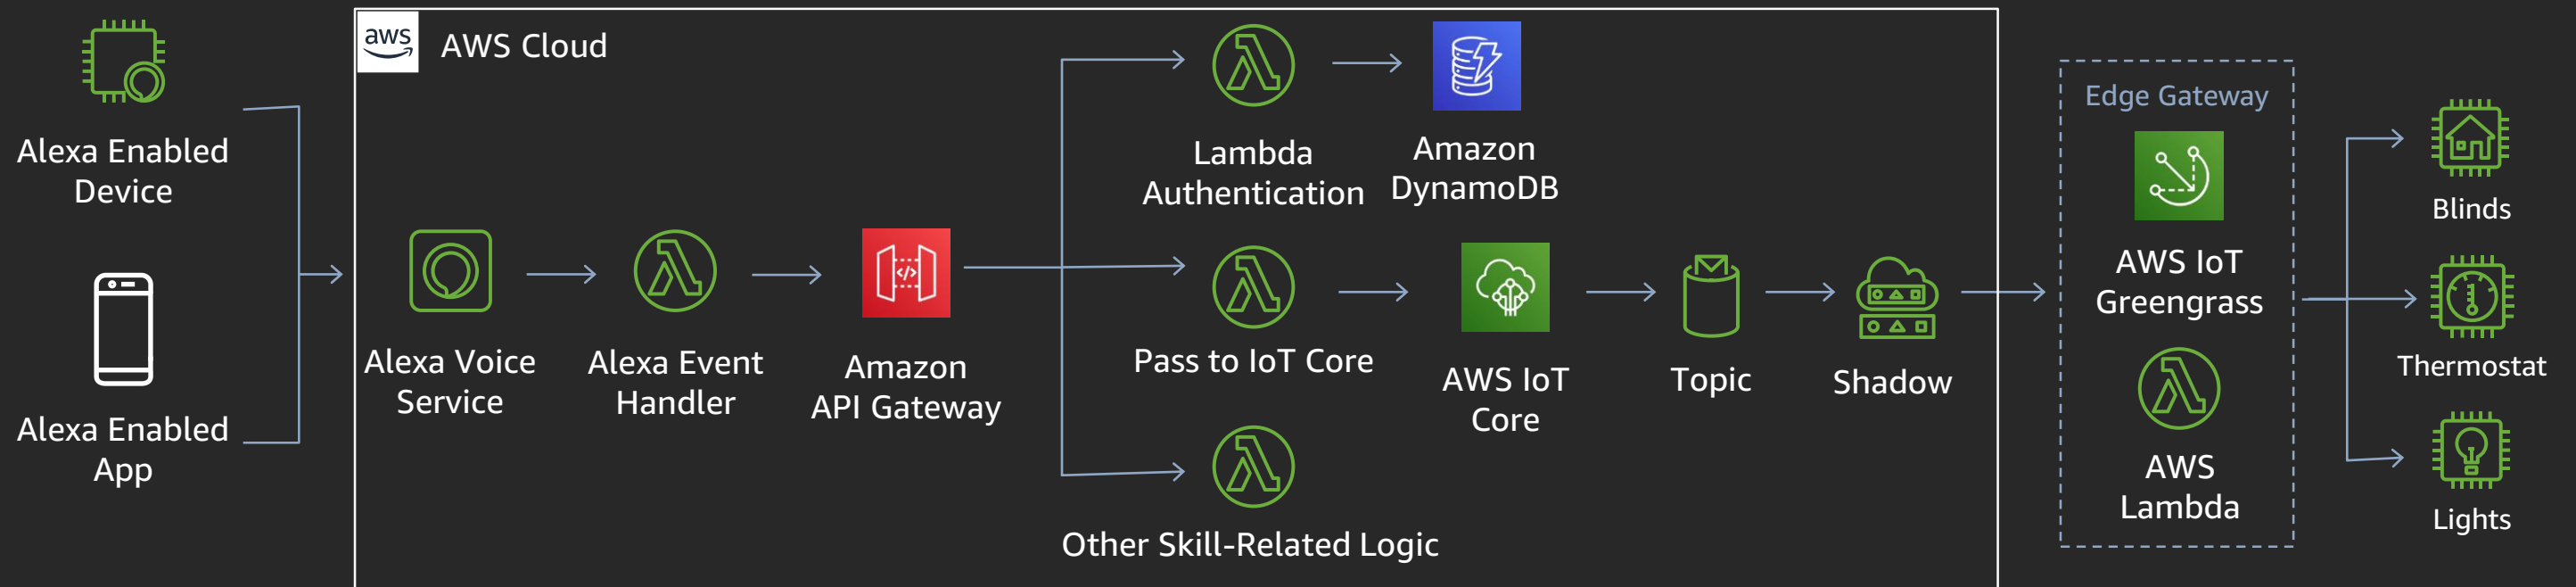 aws
AWS Cloud
Alexa Enabled
Device
Alexa Enabled
App
Alexa Voice
Service
Alexa Event
Handler
Amazon
API Gateway
</>
Lambda
Authentication
Amazon
DynamoDB
Pass to IoT Core
AWS IoT
Core
Topic
Shadow
Other Skill-Related Logic
Edge Gateway
AWS IoT
Greengrass
AWS
Lambda
Blinds
Thermostat
Lights